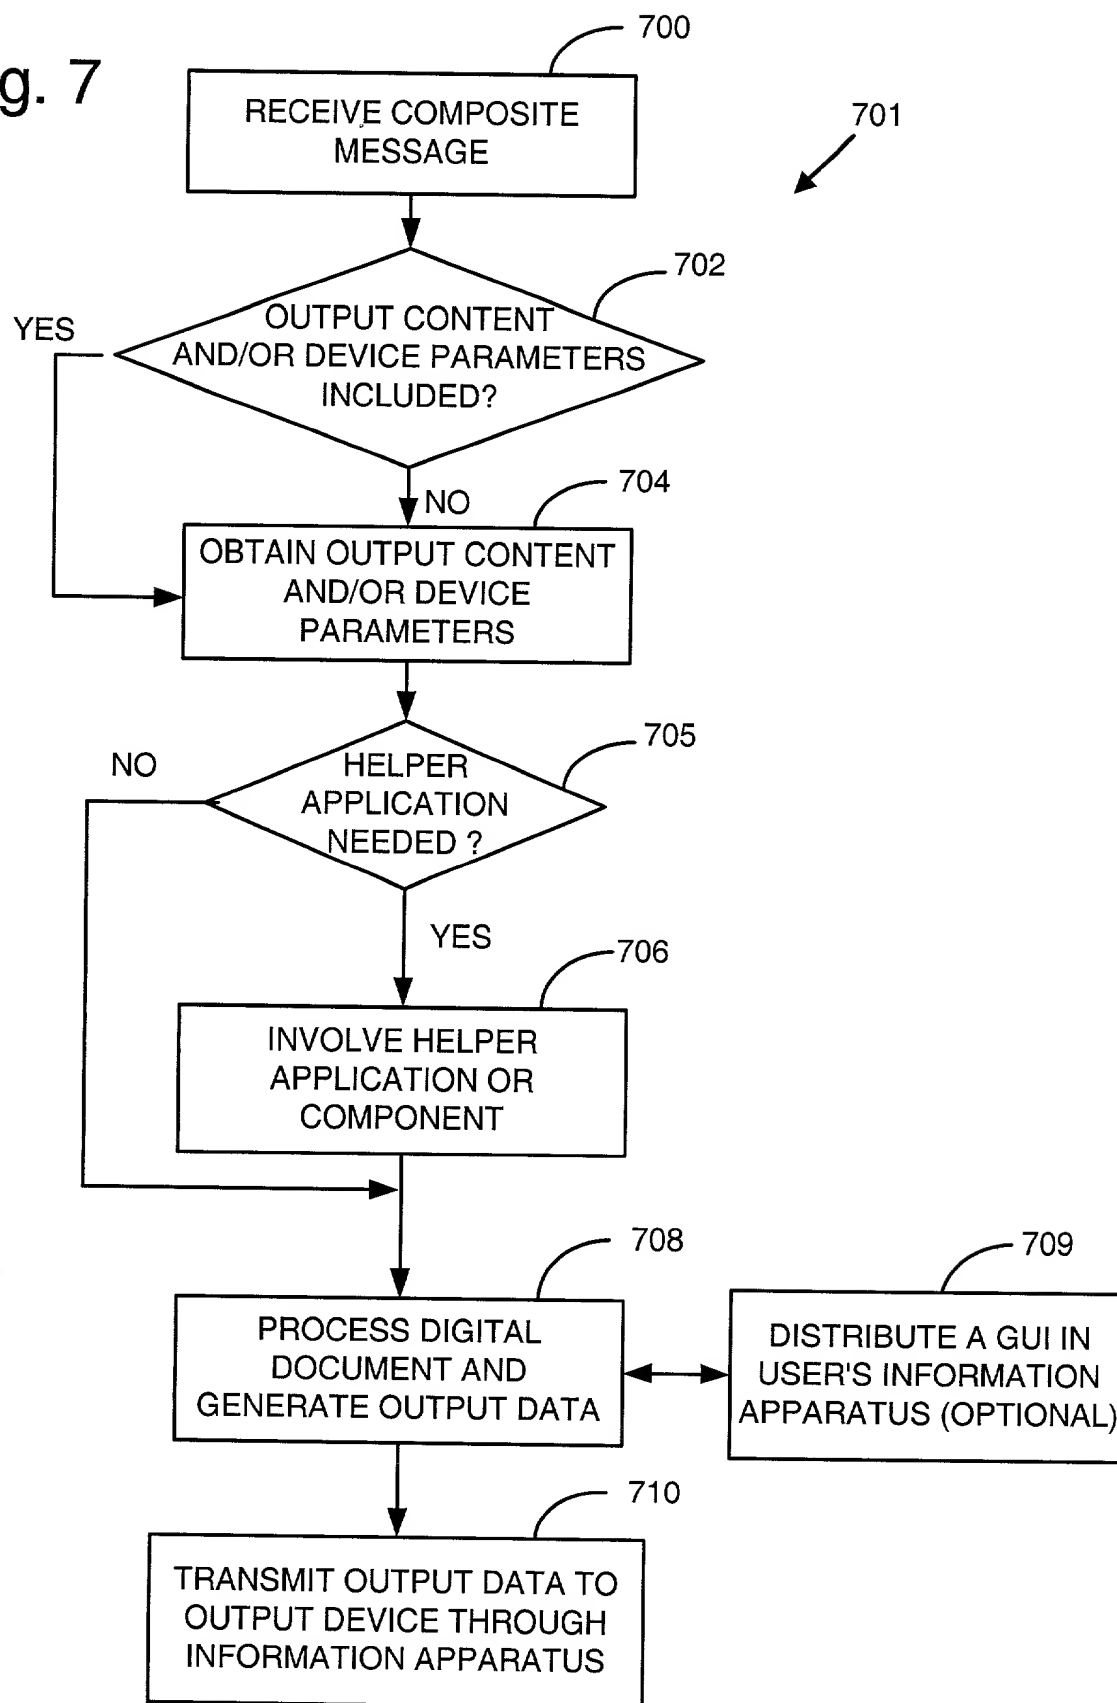 g. 7
700
RECEIVE COMPOSITE
MESSAGE
701
702
YES
OUTPUT CONTENT
AND/OR DEVICE PARAMETERS
INCLUDED?
NO
704
OBTAIN OUTPUT CONTENT
AND/OR DEVICE
PARAMETERS
705
NO
HELPER
APPLICATION
NEEDED ?
YES
706
INVOLVE HELPER
APPLICATION OR
COMPONENT
708
709
PROCESS DIGITAL
DOCUMENT AND
GENERATE OUTPUT DATA
DISTRIBUTE A GUI IN
USER'S INFORMATION
APPARATUS (OPTIONAL)
710
TRANSMIT OUTPUT DATA TO
OUTPUT DEVICE THROUGH
INFORMATION APPARATUS